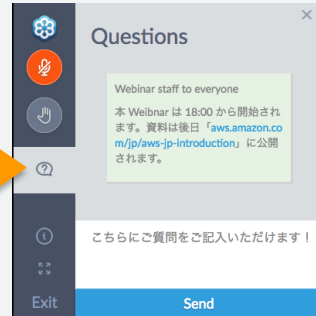 Questions
Webinar staff to everyone
本 Weibnar は 18:00 から開始され
ます。資料は後日「aws.amazon.co
m/jp/aws-jp-introduction」に公開
されます。
こちらにご質問をご記入いただけます！
Exit
Send